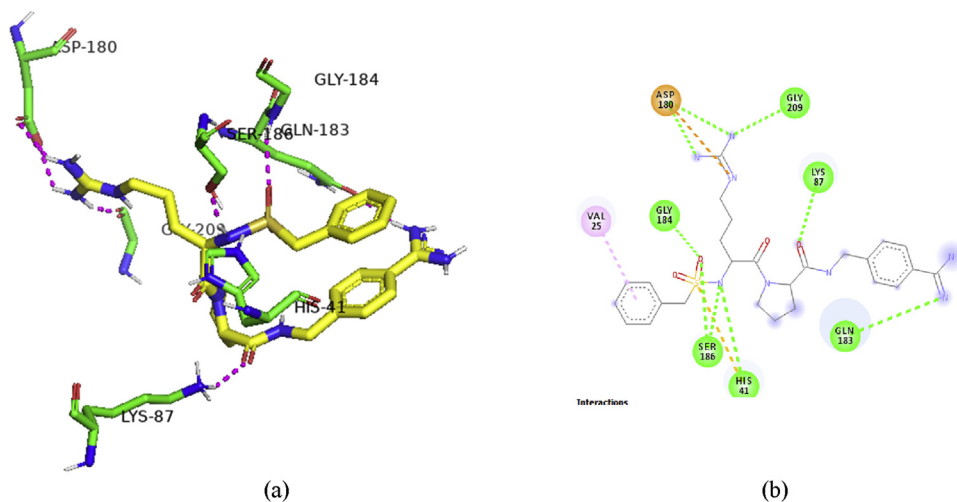 ASP-180
GLY-184
SER-186
GLN-183
GLY-209
HIS-41
LYS-87
(a)
ASP
180
GLY
209
LYS
87
VAL
25
GLY
184
GLN
183
SER
186
HIS
41
N
N
N
O
O
O
O
S
N
N
N
N
N
Interactions
(b)